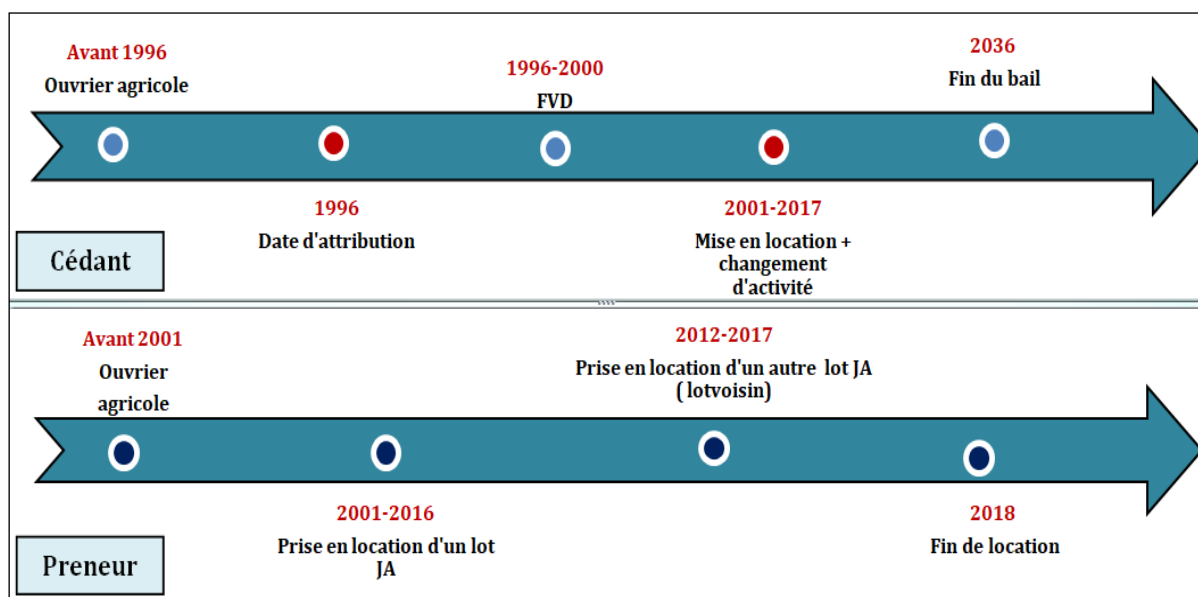 Avant 1996
Ouvrier agricole
1996-2000
FVD
2036
Fin du bail
1996
Date d'attribution
2001-2017
Mise en location +
changement
d'activité
Cédant
Avant 2001
Ouvrier
agricole
2012-2017
Prise en location d'un autre lot JA
( lotvoisin)
2001-2016
Prise en location d'un lot
JA
2018
Fin de location
Preneur